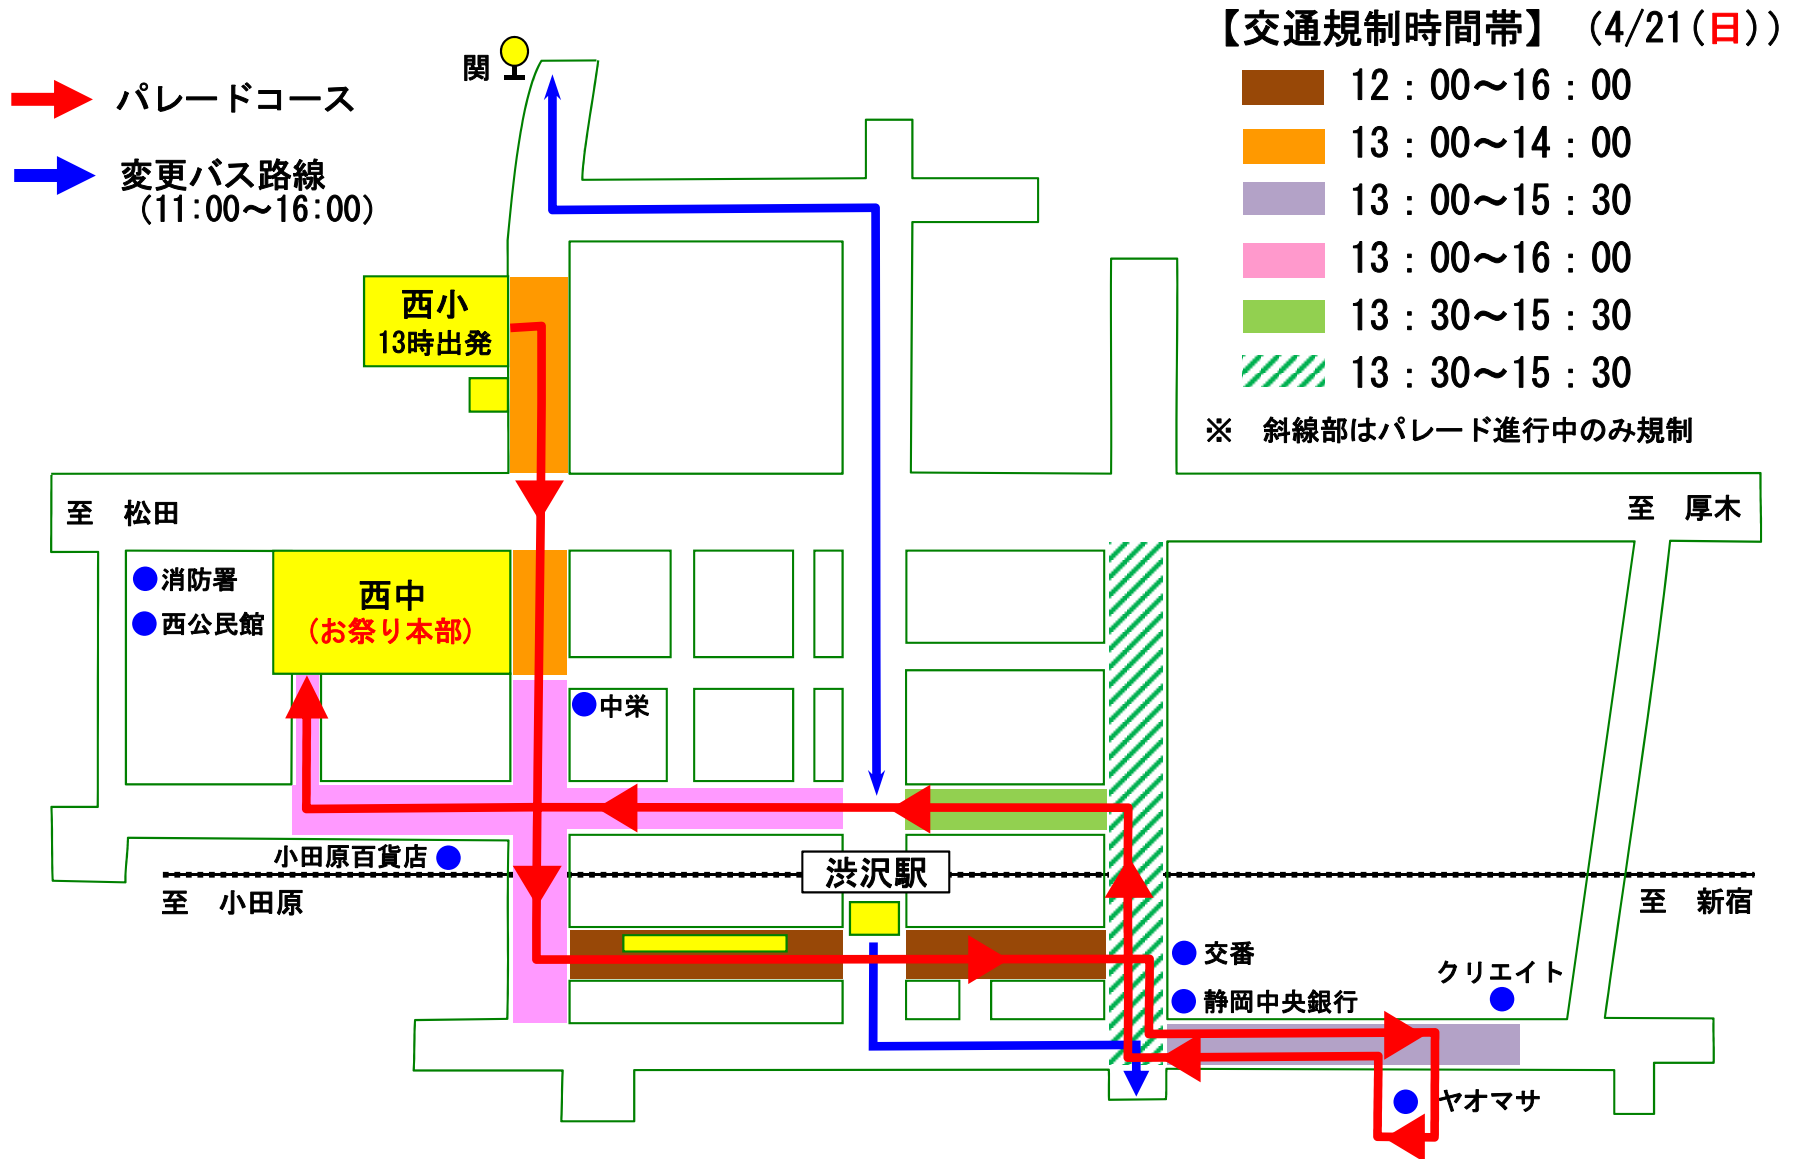 【交通規制時間帯】 (4/21(日))
12：00～16：00
13：00～14：00
13：00～15：30
13：00～16：00
13：30～15：30
13：30～15：30
※　斜線部はパレード進行中のみ規制
パレードコース
変更バス路線
(11:00～16:00)
関
西小
13時出発
至　松田
至　厚木
消防署
西公民館
西中
(お祭り本部)
中栄
小田原百貨店
渋沢駅
至　小田原
至　新宿
交番
静岡中央銀行
クリエイト
ヤオマサ